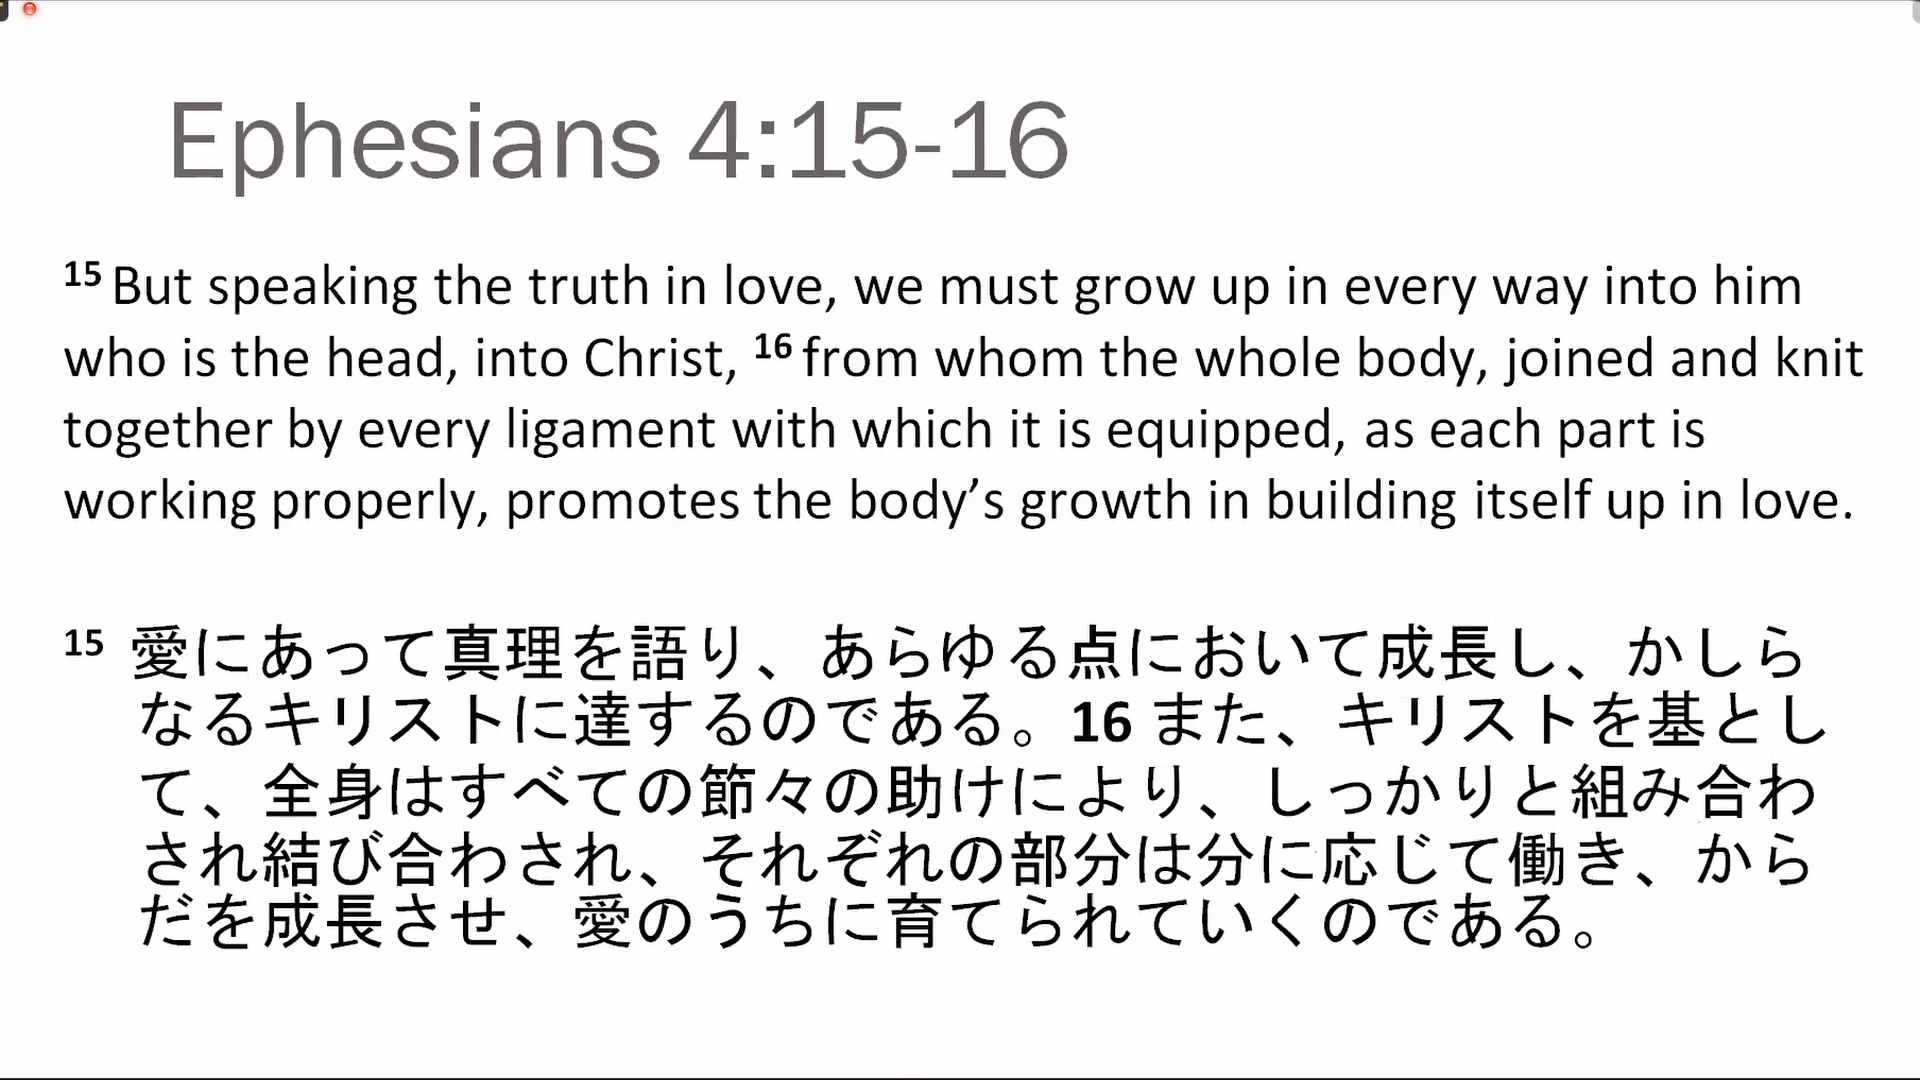 Ephesians 4:15-16
15 But speaking the truth in love, we must grow up in every way into him
who is the head, into Christ, 16 from whom the whole body, joined and knit
together by every ligament with which it is equipped, as each part is
working properly, promotes the body’s growth in building itself up in love.
15 愛にあって真理を語り、あらゆる点において成長し、かしら
なるキリストに達するのである。16 また、キリストを基とし
て、全身はすべての節々の助けにより、しっかりと組み合わ
され結び合わされ、それぞれの部分は分に応じて働き、から
だを成長させ、愛のうちに育てられていくのである。